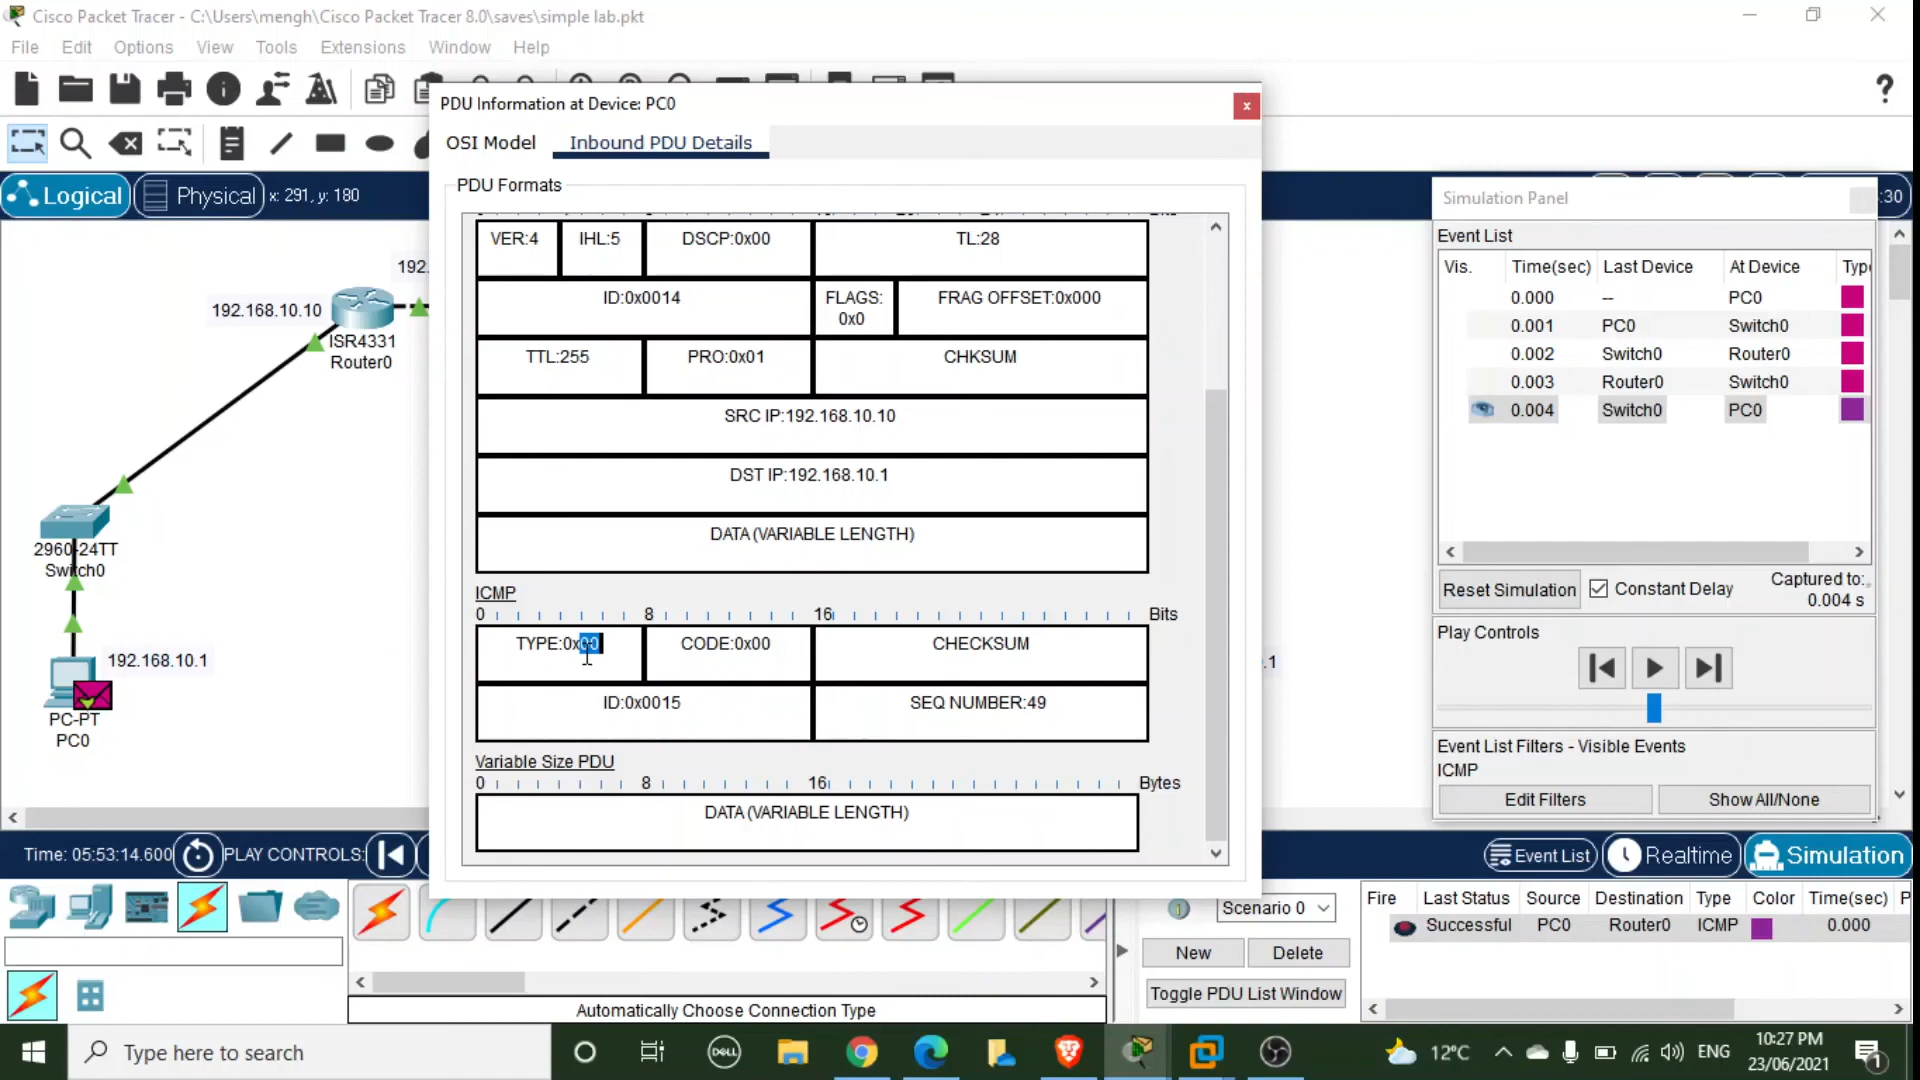 Cisco Packet Tracer - C:\Users\mengh\Cisco Packet Tracer 8.0\saves\simple lab.pkt
File Edit Options View Tools Extensions Window Help
?
Logical Physical x: 291, y: 180
:30
192.
192.168.10.10
ISR4331
Router0
2960-24TT
Switch0
192.168.10.1
PC-PT
PC0
PDU Information at Device: PC0
x
OSI Model Inbound PDU Details
PDU Formats
VER:4 IHL:5 DSCP:0x00 TL:28
ID:0x0014 FLAGS: 0x0 FRAG OFFSET:0x000
TTL:255 PRO:0x01 CHKSUM
SRC IP:192.168.10.10
DST IP:192.168.10.1
DATA (VARIABLE LENGTH)
ICMP
0 8 16 Bits
TYPE:0x00 CODE:0x00 CHECKSUM
ID:0x0015 SEQ NUMBER:49
Variable Size PDU
0 8 16 Bytes
DATA (VARIABLE LENGTH)
.1
Simulation Panel
Event List
Vis. Time(sec) Last Device At Device Type
0.000 -- PC0
0.001 PC0 Switch0
0.002 Switch0 Router0
0.003 Router0 Switch0
0.004 Switch0 PC0
Reset Simulation Constant Delay Captured to:
0.004 s
Play Controls
Event List Filters - Visible Events
ICMP
Edit Filters Show All/None
Time: 05:53:14.600 PLAY CONTROLS:
Event List Realtime Simulation
Scenario 0
New Delete
Toggle PDU List Window
Fire Last Status Source Destination Type Color Time(sec) P
Successful PC0 Router0 ICMP 0.000
Automatically Choose Connection Type
Type here to search
DELL
12°C ENG
10:27 PM
23/06/2021
1